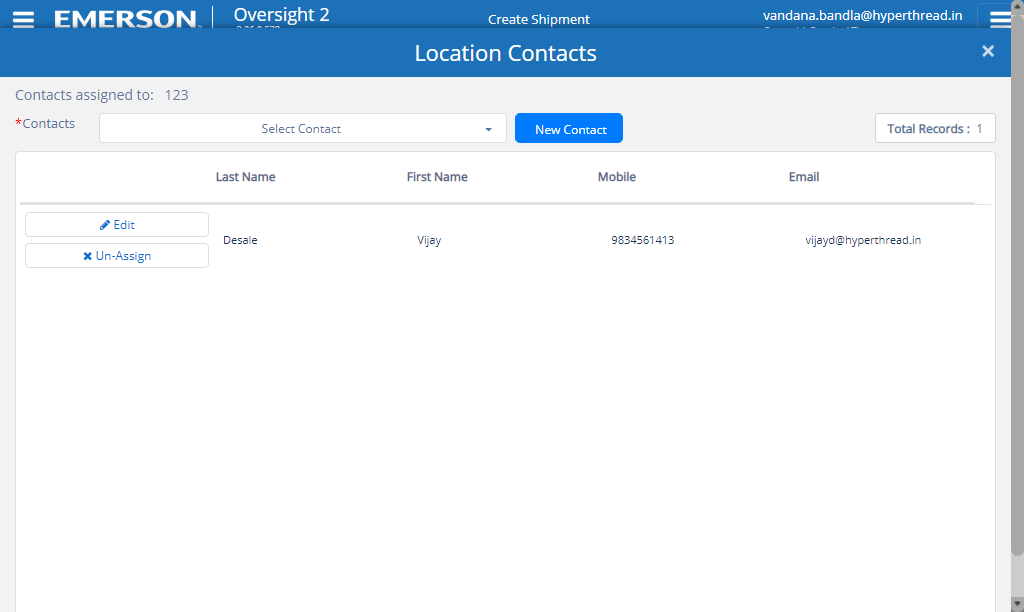 EMERSON Oversight 2 Create Shipment vandana.bandla@hyperthread.in
Location Contacts ×
Contacts assigned to: 123
*Contacts Select Contact New Contact Total Records : 1
Last Name First Name Mobile Email
Edit
Desale Vijay 9834561413 vijayd@hyperthread.in
Un-Assign